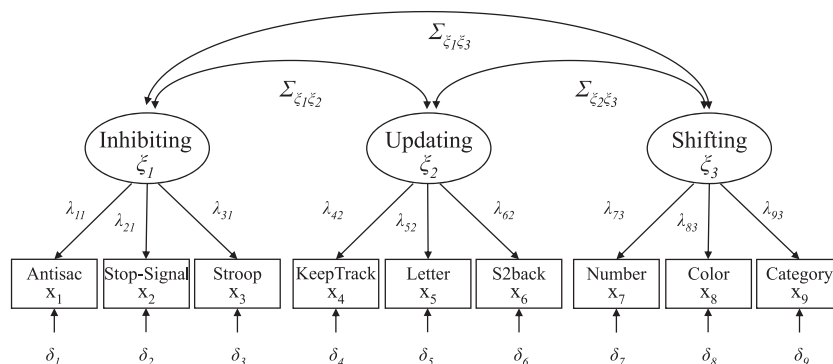 Σξ1ξ3
Σξ1ξ2 Σξ2ξ3
Inhibiting Updating Shifting
ξ1 ξ2 ξ3
λ11 λ21 λ31 λ42 λ52 λ62 λ73 λ83 λ93
Antisac Stop-Signal Stroop KeepTrack Letter S2back Number Color Category
x1 x2 x3 x4 x5 x6 x7 x8 x9
δ1 δ2 δ3 δ4 δ5 δ6 δ7 δ8 δ9